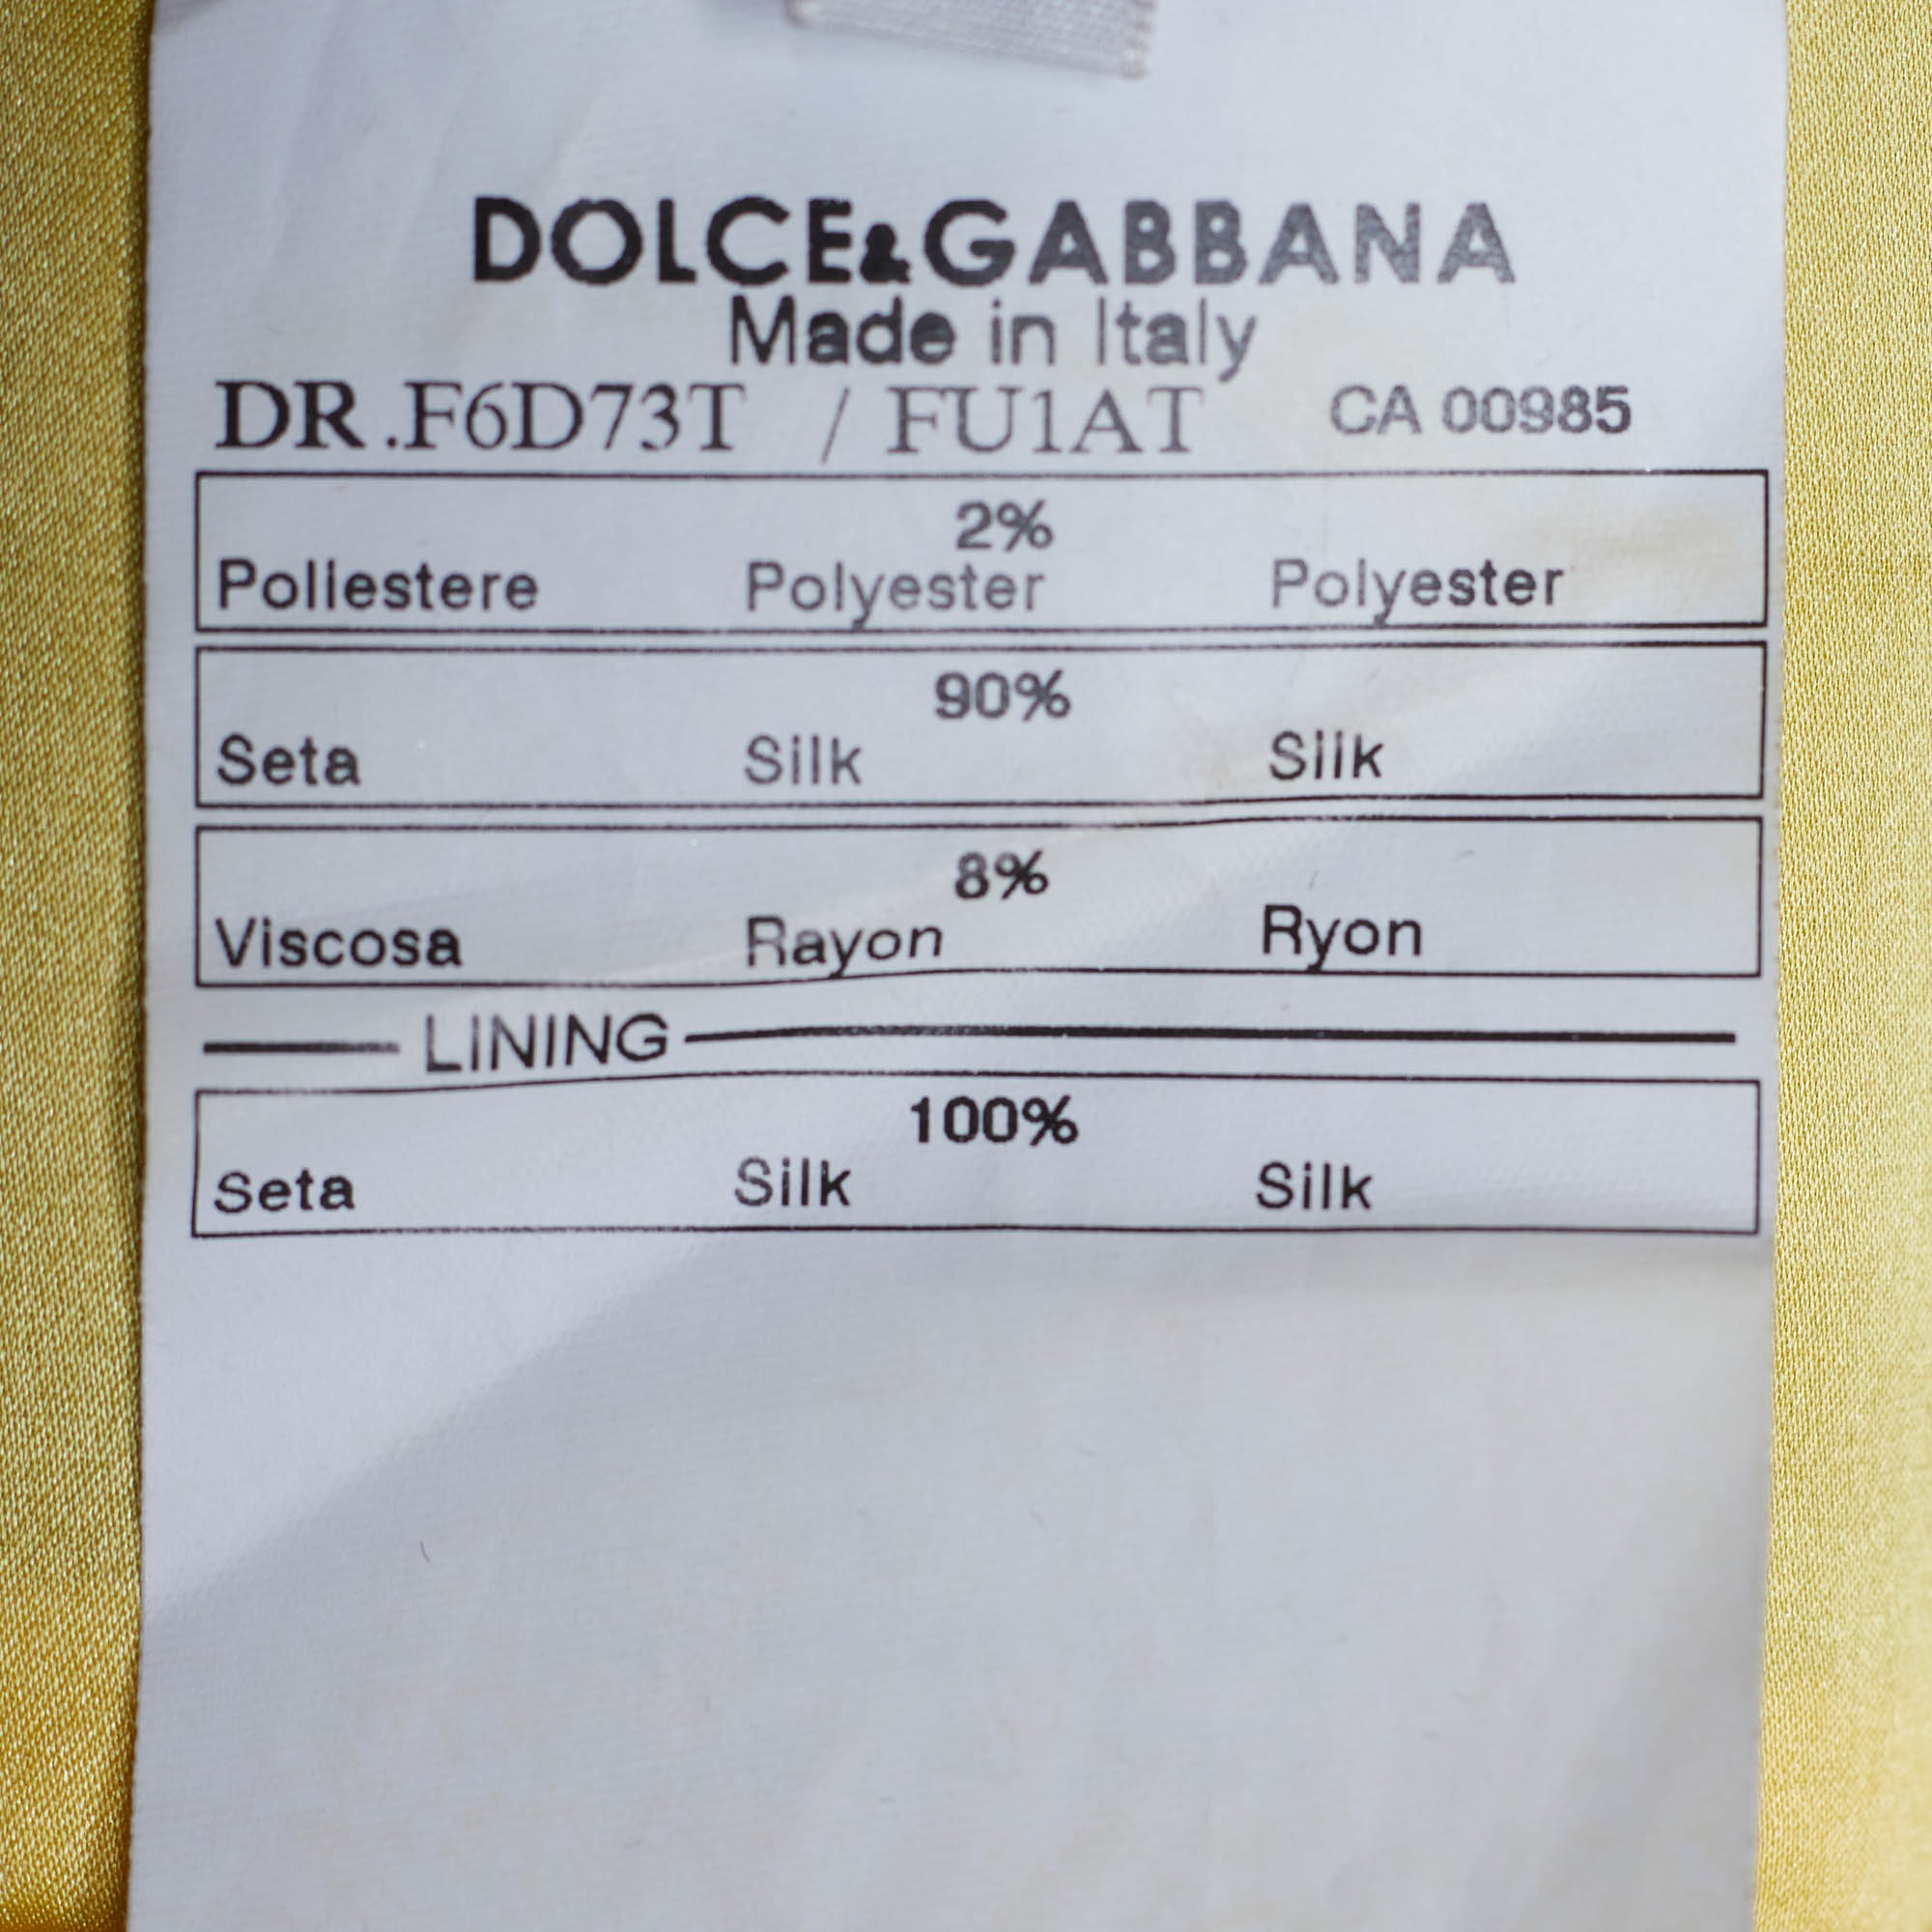 DOLCE&GABBANA
Made in Italy
DR.F6D73T / FU1AT CA 00985
2%
Poliestere Polyester Polyester
90%
Seta Silk Silk
8%
Viscosa Rayon Ryon
LINING
100%
Seta Silk Silk